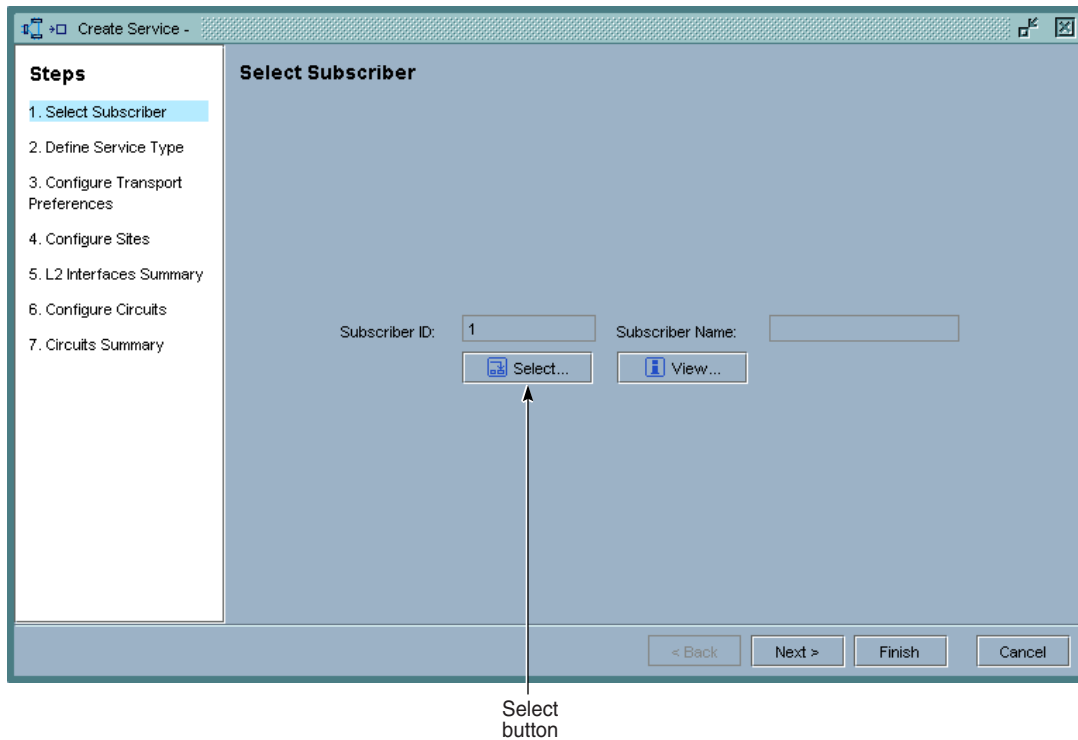 Create Service -
Steps
1. Select Subscriber
2. Define Service Type
3. Configure Transport
Preferences
4. Configure Sites
5. L2 Interfaces Summary
6. Configure Circuits
7. Circuits Summary
Select Subscriber
Subscriber ID: 1 Subscriber Name:
Select... View...
< Back Next > Finish Cancel
Select
button